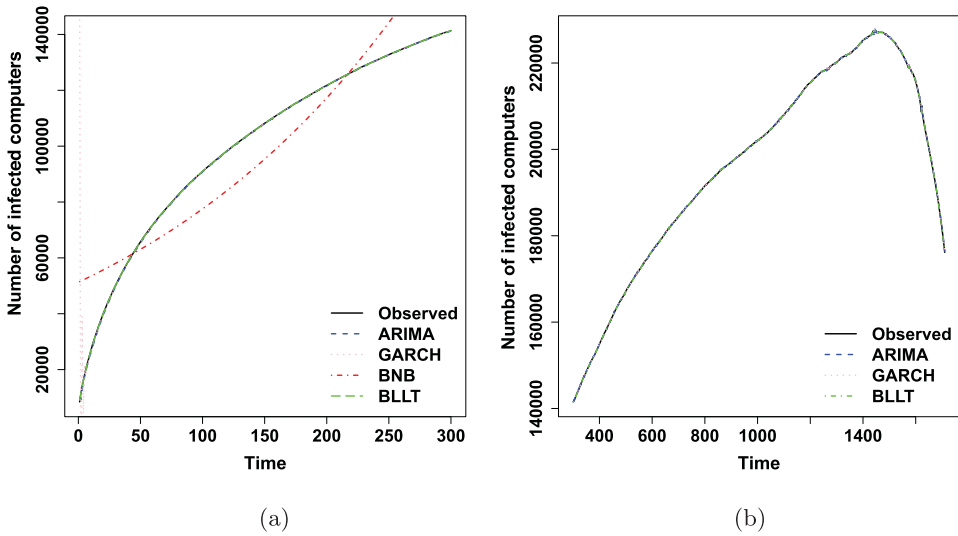 Number of infected computers
20000
60000
100000
140000
0
50
100
150
200
250
300
Time
Observed
ARIMA
GARCH
BNB
BLLT
(a)
Number of infected computers
140000
160000
180000
200000
220000
400
600
800
1000
1400
Time
Observed
ARIMA
GARCH
BLLT
(b)